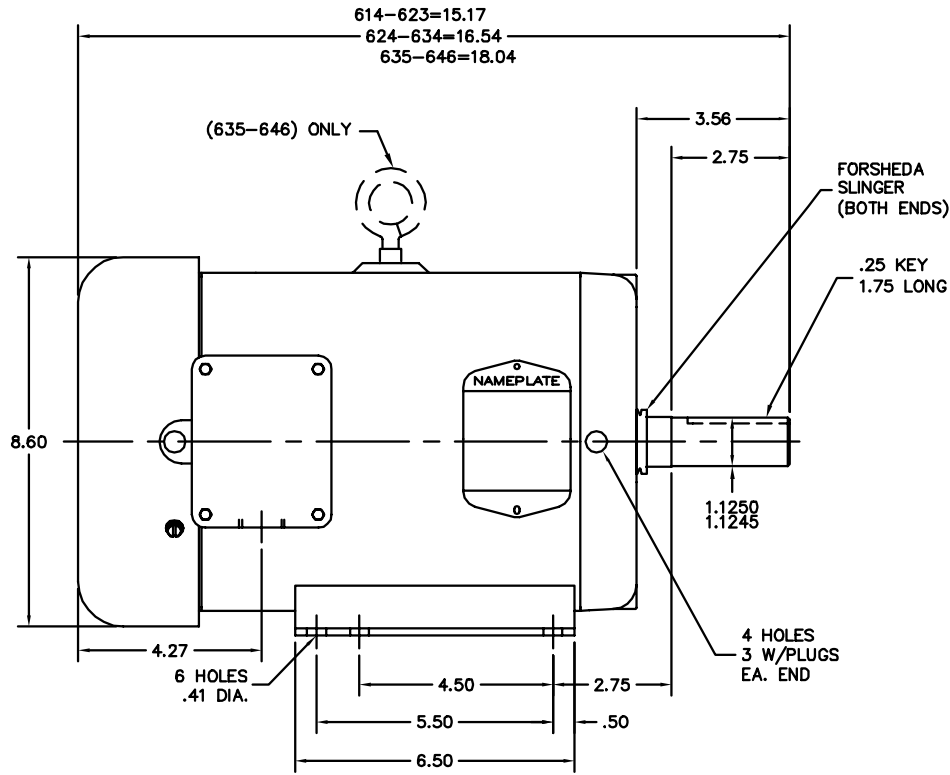 614-623=15.17
624-634=16.54
635-646=18.04
3.56
(635-646) ONLY
2.75
FORSHEDA
SLINGER
(BOTH ENDS)
.25 KEY
1.75 LONG
NAMEPLATE
8.60
1.1250
1.1245
4.27
6 HOLES
.41 DIA.
4.50
2.75
4 HOLES
3 W/PLUGS
EA. END
5.50
.50
6.50